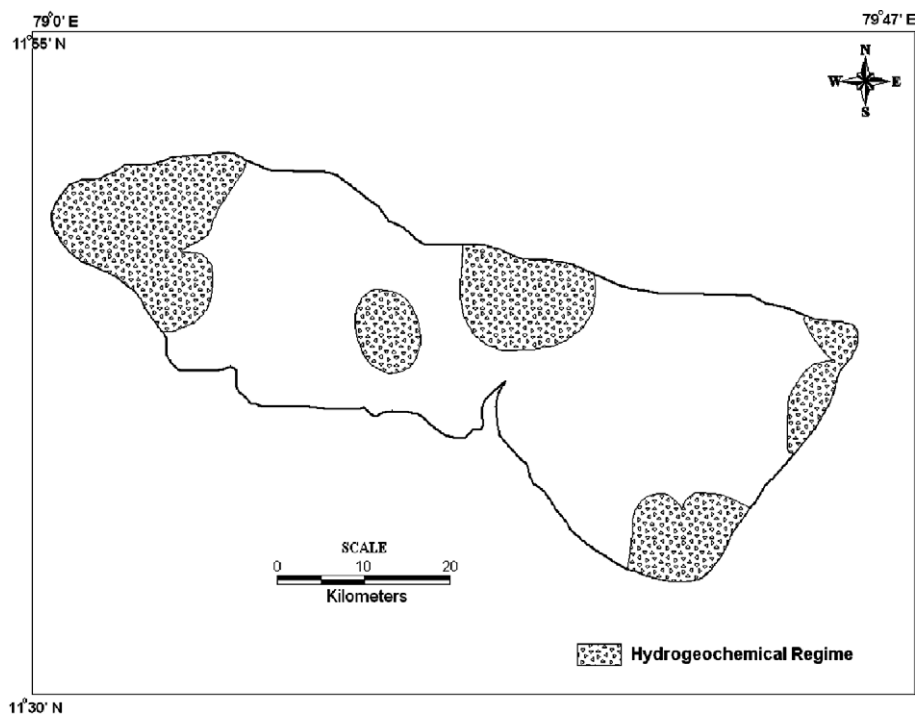 79°0' E
79°47' E
11°55' N
N
W E
S
SCALE
0 10 20
Kilometers
Hydrogeochemical Regime
11°30' N